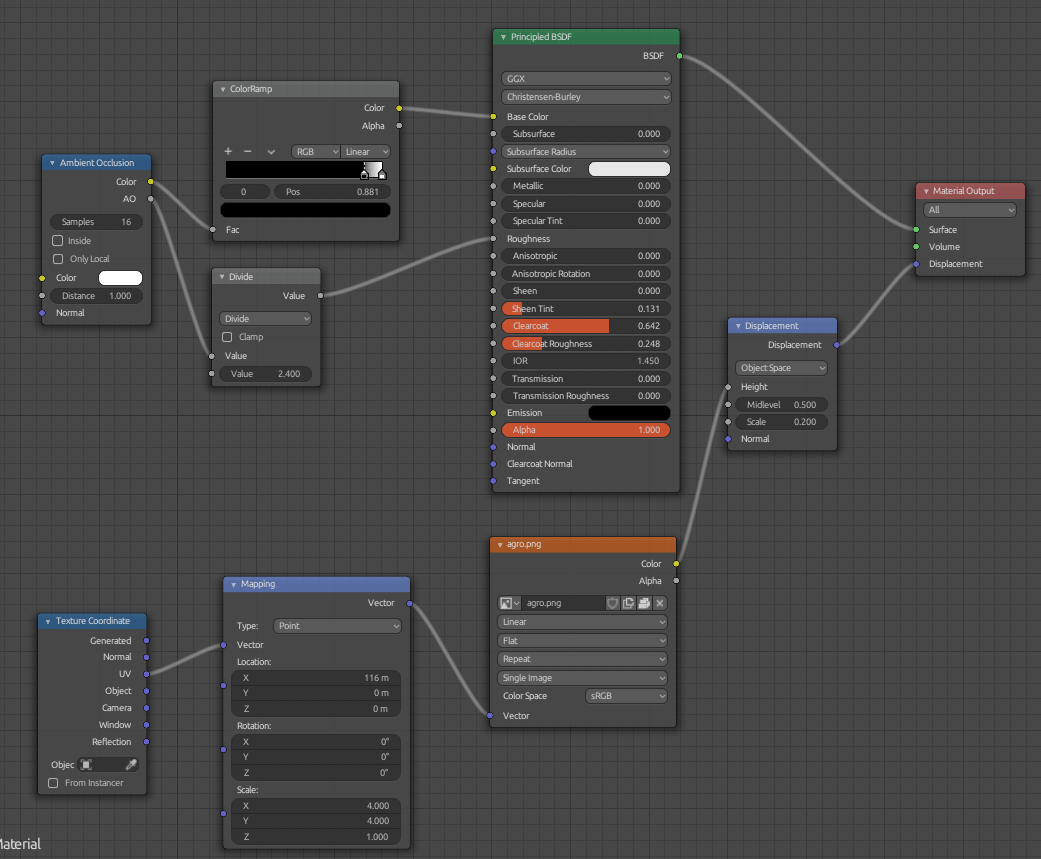 Principled BSDF
BSDF
GGX
Christensen-Burley
Base Color
Subsurface 0.000
Subsurface Radius
Subsurface Color
Metallic 0.000
Specular 0.000
Specular Tint 0.000
Roughness
Anisotropic 0.000
Anisotropic Rotation 0.000
Sheen 0.000
Sheen Tint 0.131
Clearcoat 0.642
Clearcoat Roughness 0.248
IOR 1.450
Transmission 0.000
Transmission Roughness 0.000
Emission
Alpha 1.000
Normal
Clearcoat Normal
Tangent
ColorRamp
Color
Alpha
RGB Linear
0 Pos 0.881
Fac
Ambient Occlusion
Color
AO
Samples 16
Inside
Only Local
Color
Distance 1.000
Normal
Divide
Value
Divide
Clamp
Value
Value 2.400
Material Output
All
Surface
Volume
Displacement
Displacement
Displacement
Object Space
Height
Midlevel 0.500
Scale 0.200
Normal
agro.png
Color
Alpha
agro.png
Linear
Flat
Repeat
Single Image
Color Space sRGB
Vector
Mapping
Vector
Type: Point
Vector
Location:
X 116 m
Y 0 m
Z 0 m
Rotation:
X 0°
Y 0°
Z 0°
Scale:
X 4.000
Y 4.000
Z 1.000
Texture Coordinate
Generated
Normal
UV
Object
Camera
Window
Reflection
Objec
From Instancer
Material